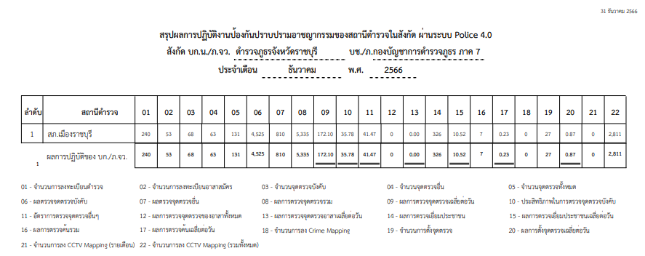 31 ธันวาคม 2566
สรุปผลการปฏิบัติงานป้องกันปราบปรามอาชญากรรมของสถานีตำรวจในสังกัด ผ่านระบบ Police 4.0
สังกัด บก.น./ภ.จว. ตำรวจภูธรจังหวัดราชบุรี บช./ภ.กองบัญชาการตำรวจภูธร ภาค 7
ประจำเดือน ธันวาคม พ.ศ. 2566
ลำดับ สถานีตำรวจ 01 02 03 04 05 06 07 08 09 10 11 12 13 14 15 16 17 18 19 20 21 22
1 สภ.เมืองราชบุรี 240 53 68 63 131 4,525 810 5,335 172.10 35.78 41.47 0 0.00 326 10.52 7 0.23 0 27 0.87 0 2,811
1 ผลการปฏิบัติของ บก./ภ.จว. 240 53 68 63 131 4,525 810 5,335 172.10 35.78 41.47 0 0.00 326 10.52 7 0.23 0 27 0.87 0 2,811
01 - จำนวนการลงทะเบียนตำรวจ 02 - จำนวนการลงทะเบียนอาสาสมัคร 03 - จำนวนจุดตรวจบังคับ 04 - จำนวนจุดตรวจอื่น 05 - จำนวนจุดตรวจทั้งหมด
06 - ผลตรวจจุดตรวจบังคับ 07 - ผลตรวจจุดตรวจอื่น 08 - ผลการตรวจจุดตรวจรวม 09 - ผลการตรวจจุดตรวจเฉลี่ยต่อวัน 10 - ประสิทธิภาพในการตรวจจุดตรวจบังคับ
11 - อัตราการตรวจจุดตรวจอื่นๆ 12 - ผลการตรวจจุดตรวจของอาสาทั้งหมด 13 - ผลการตรวจจุดตรวจอาสาเฉลี่ยต่อวัน 14 - ผลการตรวจเยี่ยมประชาชน 15 - ผลการตรวจเยี่ยมประชาชนเฉลี่ยต่อวัน
16 - ผลการตรวจค้นรวม 17 - ผลการตรวจค้นเฉลี่ยต่อวัน 18 - จำนวนการลง Crime Mapping 19 - จำนวนการตั้งจุดตรวจ 20 - ผลการตั้งจุดตรวจเฉลี่ยต่อวัน
21 - จำนวนการลง CCTV Mapping (รายเดือน) 22 - จำนวนการลง CCTV Mapping (รวมทั้งหมด)